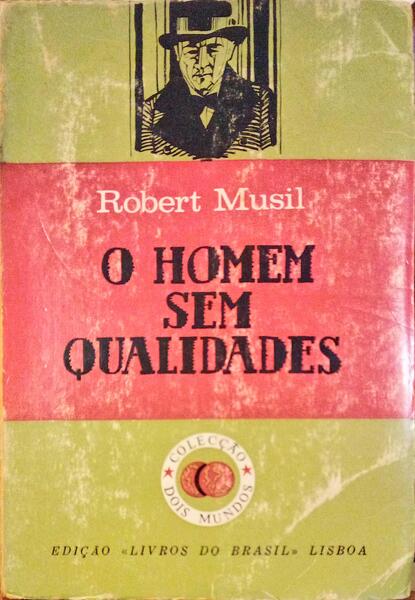 Robert Musil
O HOMEM
SEM
QUALIDADES
COLECÇÃO
DOIS MUNDOS
EDIÇÃO «LIVROS DO BRASIL» LISBOA